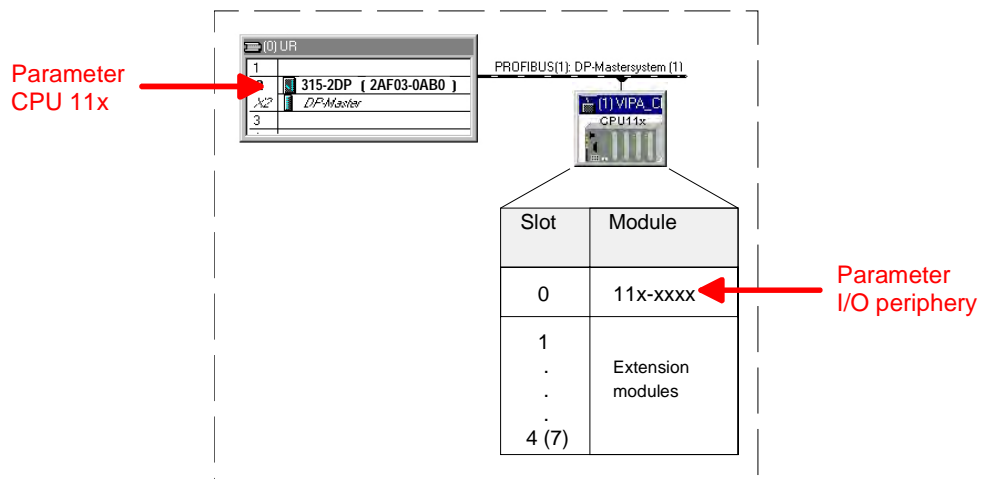 (0) UR
1
315-2DP ( 2AF03-0AB0 )
X2 DP-Master
3
Parameter
CPU 11x
PROFIBUS(1): DP-Mastersystem (1)
(1) VIPA_C
CPU11x
Slot Module
0 11x-xxxx
1
.
.
.
4 (7)
Extension
modules
Parameter
I/O periphery